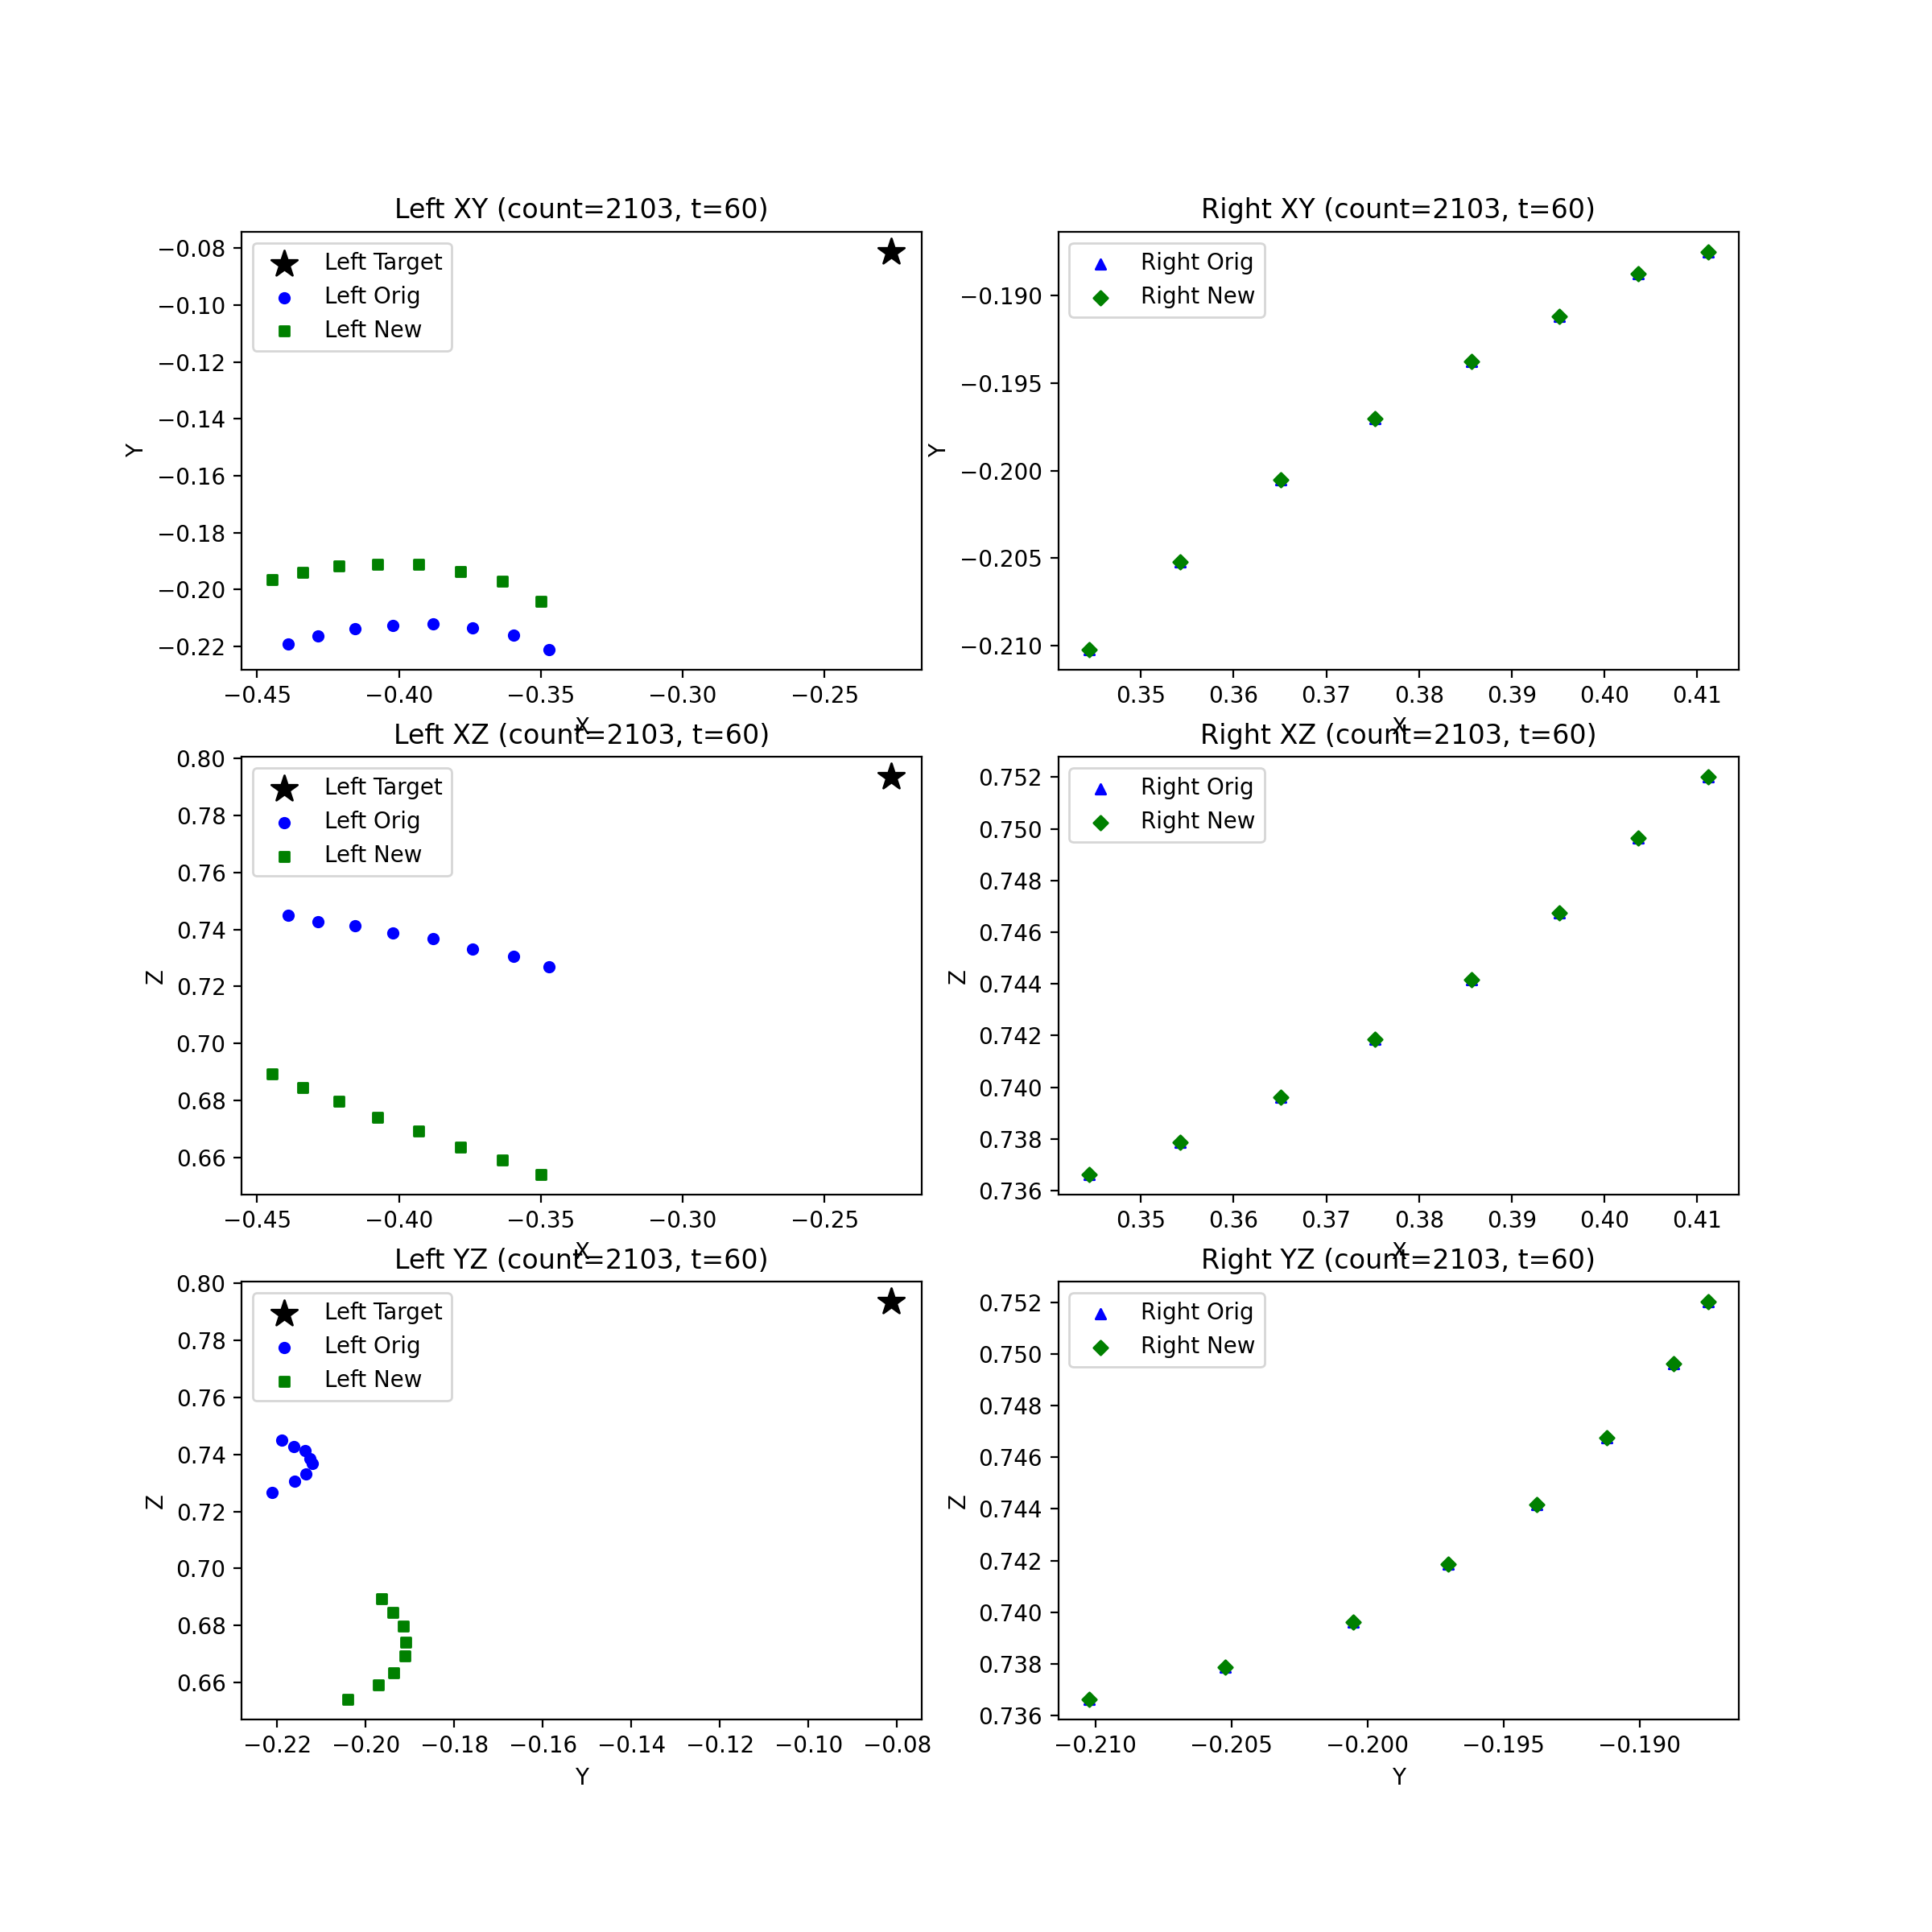 Left XY (count=2103, t=60)
Left Target
Left Orig
Left New
−0.08
−0.10
−0.12
−0.14
−0.16
−0.18
−0.20
−0.22
Y
−0.45 −0.40 −0.35 −0.30 −0.25
X
Right XY (count=2103, t=60)
Right Orig
Right New
−0.190
−0.195
−0.200
−0.205
−0.210
Y
0.35 0.36 0.37 0.38 0.39 0.40 0.41
X
Left XZ (count=2103, t=60)
Left Target
Left Orig
Left New
0.80
0.78
0.76
0.74
0.72
0.70
0.68
0.66
Z
−0.45 −0.40 −0.35 −0.30 −0.25
X
Right XZ (count=2103, t=60)
Right Orig
Right New
0.752
0.750
0.748
0.746
0.744
0.742
0.740
0.738
0.736
Z
0.35 0.36 0.37 0.38 0.39 0.40 0.41
X
Left YZ (count=2103, t=60)
Left Target
Left Orig
Left New
0.80
0.78
0.76
0.74
0.72
0.70
0.68
0.66
Z
−0.22 −0.20 −0.18 −0.16 −0.14 −0.12 −0.10 −0.08
Y
Right YZ (count=2103, t=60)
Right Orig
Right New
0.752
0.750
0.748
0.746
0.744
0.742
0.740
0.738
0.736
Z
−0.210 −0.205 −0.200 −0.195 −0.190
Y